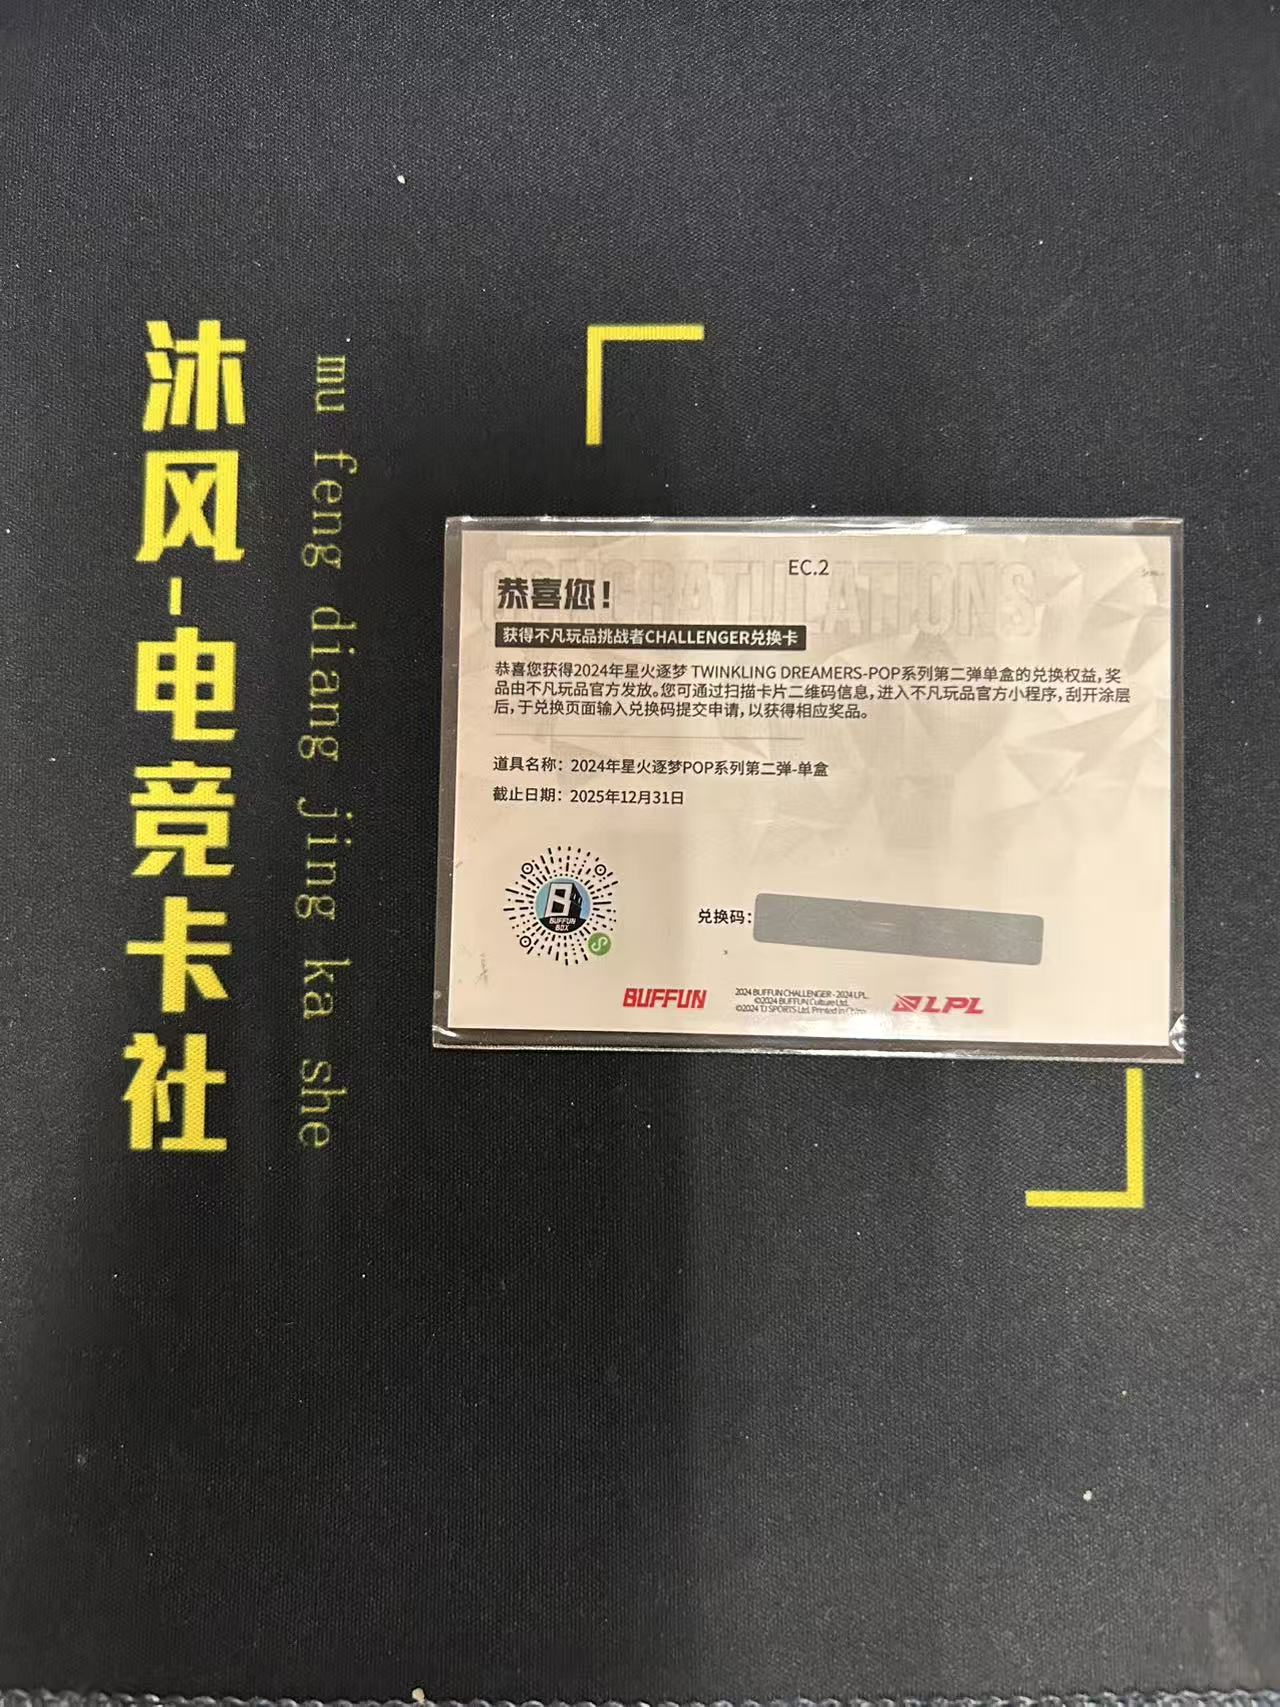 沐风-电竞卡社
mu feng dian jing ka she
EC.2
CONGRATULATIONS
恭喜您！
获得不凡玩品挑战者CHALLENGER兑换卡
恭喜您获得2024年星火逐梦 TWINKLING DREAMERS-POP系列第二弹单盒的兑换权益，奖
品由不凡玩品官方发放。您可通过扫描卡片二维码信息，进入不凡玩品官方小程序，刮开涂层
后，于兑换页面输入兑换码提交申请，以获得相应奖品。
道具名称：2024年星火逐梦POP系列第二弹-单盒
截止日期：2025年12月31日
BUFFUN
BOX
兑换码：
BUFFUN
2024 BUFFUN CHALLENGER - 2024 LPL.
©2024 BUFFUN Culture Ltd.
©2024 TJ SPORTS Ltd. Printed in China
LPL